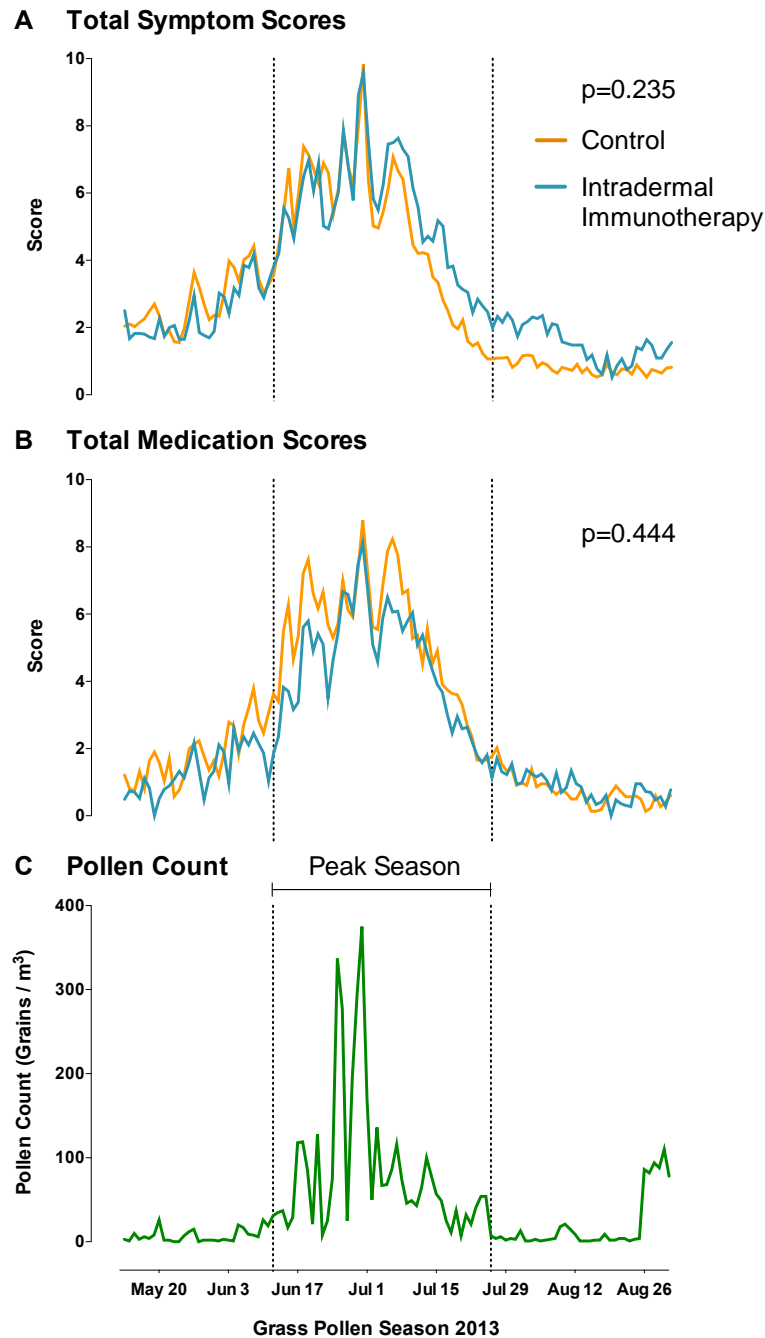 A Total Symptom Scores
10
8
6
4
2
0
Score
p=0.235
Control
Intradermal
Immunotherapy
B Total Medication Scores
10
8
6
4
2
0
Score
p=0.444
C Pollen Count
Peak Season
400
300
200
100
0
Pollen Count (Grains / m³)
May 20 Jun 3 Jun 17 Jul 1 Jul 15 Jul 29 Aug 12 Aug 26
Grass Pollen Season 2013